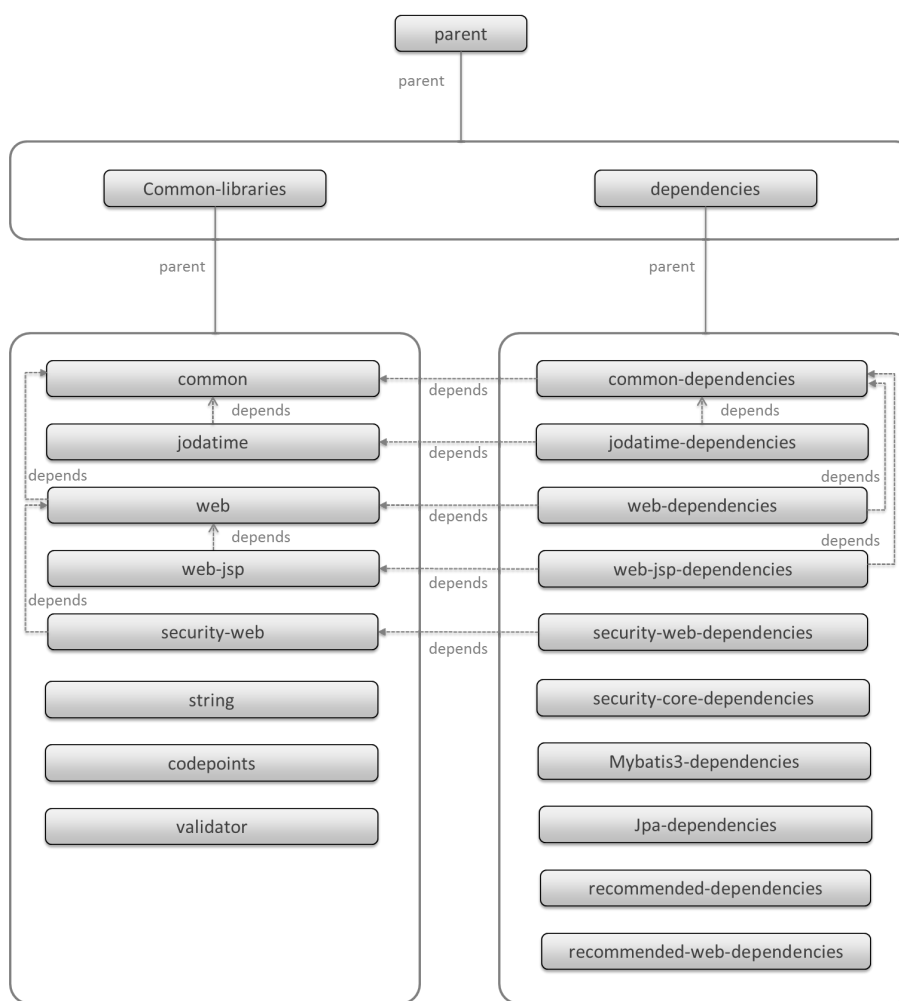 parent
parent
Common-libraries
dependencies
parent
parent
common
depends
common-dependencies
depends
depends
jodatime
depends
jodatime-dependencies
depends
depends
web
depends
web-dependencies
depends
depends
web-jsp
depends
web-jsp-dependencies
depends
security-web
depends
security-web-dependencies
string
security-core-dependencies
codepoints
Mybatis3-dependencies
validator
Jpa-dependencies
recommended-dependencies
recommended-web-dependencies